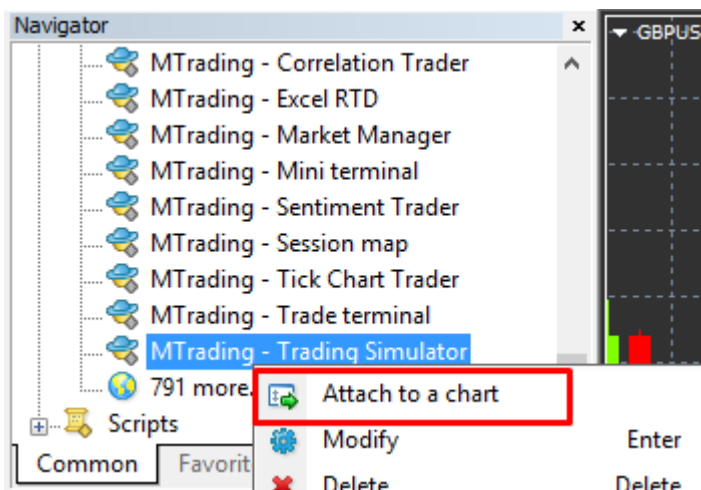 Navigator
GBPUS
MTrading - Correlation Trader
MTrading - Excel RTD
MTrading - Market Manager
MTrading - Mini terminal
MTrading - Sentiment Trader
MTrading - Session map
MTrading - Tick Chart Trader
MTrading - Trade terminal
MTrading - Trading Simulator
791 more.
Attach to a chart
Scripts
Modify Enter
Common Favorit
Delete Delete